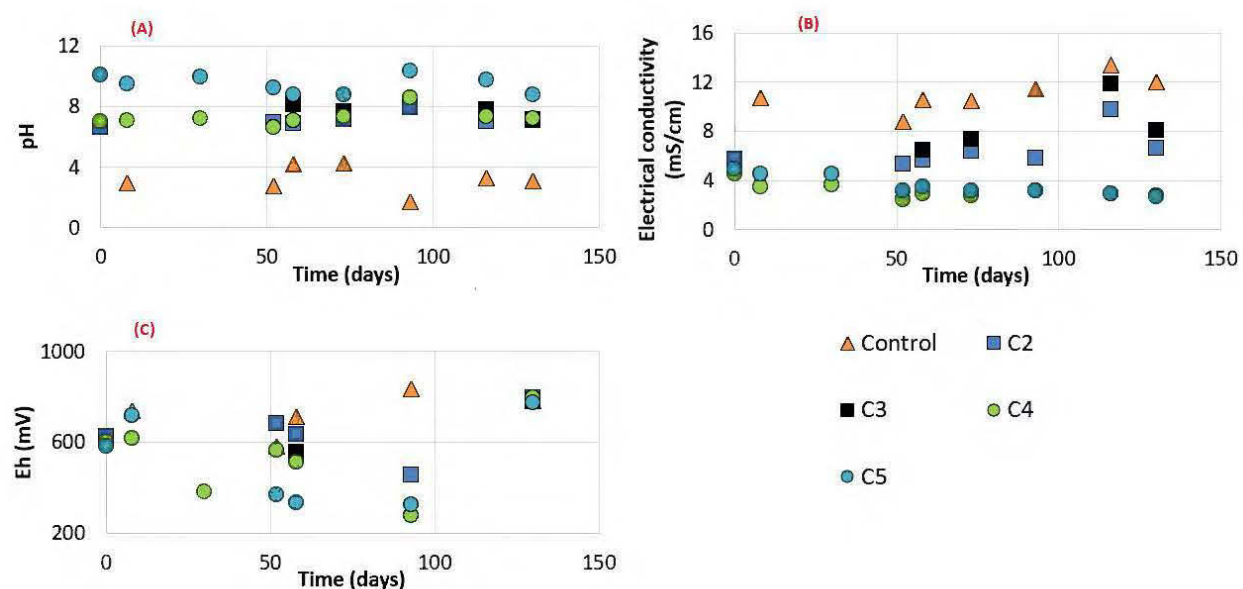 (A)
12
8
4
0
pH
0 50 100 150
Time (days)
(B)
16
12
8
4
0
Electrical conductivity
(mS/cm)
0 50 100 150
Time (days)
(C)
1000
600
200
Eh (mV)
0 50 100 150
Time (days)
Control C2
C3 C4
C5